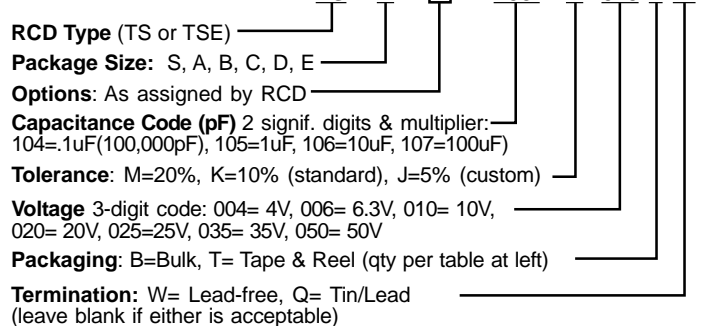 RCD Type (TS or TSE)
Package Size: S, A, B, C, D, E
Options: As assigned by RCD
Capacitance Code (pF) 2 signif. digits & multiplier:
104=.1uF(100,000pF), 105=1uF, 106=10uF, 107=100uF)
Tolerance: M=20%, K=10% (standard), J=5% (custom)
Voltage 3-digit code: 004= 4V, 006= 6.3V, 010= 10V,
020= 20V, 025=25V, 035= 35V, 050= 50V
Packaging: B=Bulk, T= Tape & Reel (qty per table at left)
Termination: W= Lead-free, Q= Tin/Lead
(leave blank if either is acceptable)